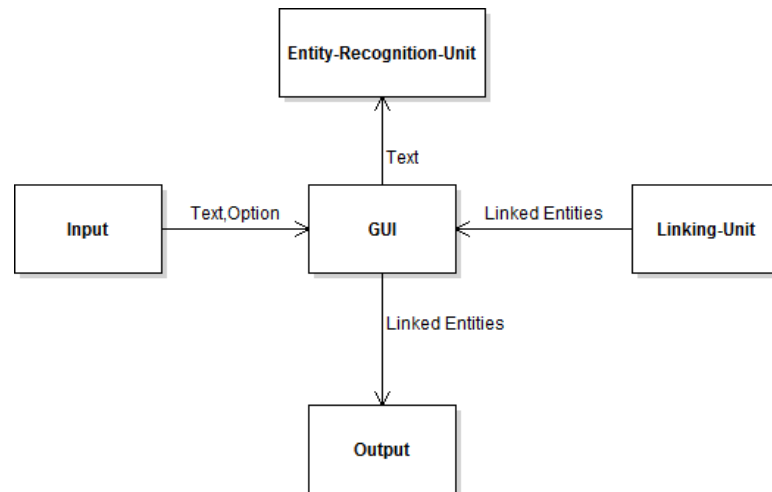 Entity-Recognition-Unit
Text
Input
Text,Option
GUI
Linked Entities
Linking-Unit
Linked Entities
Output